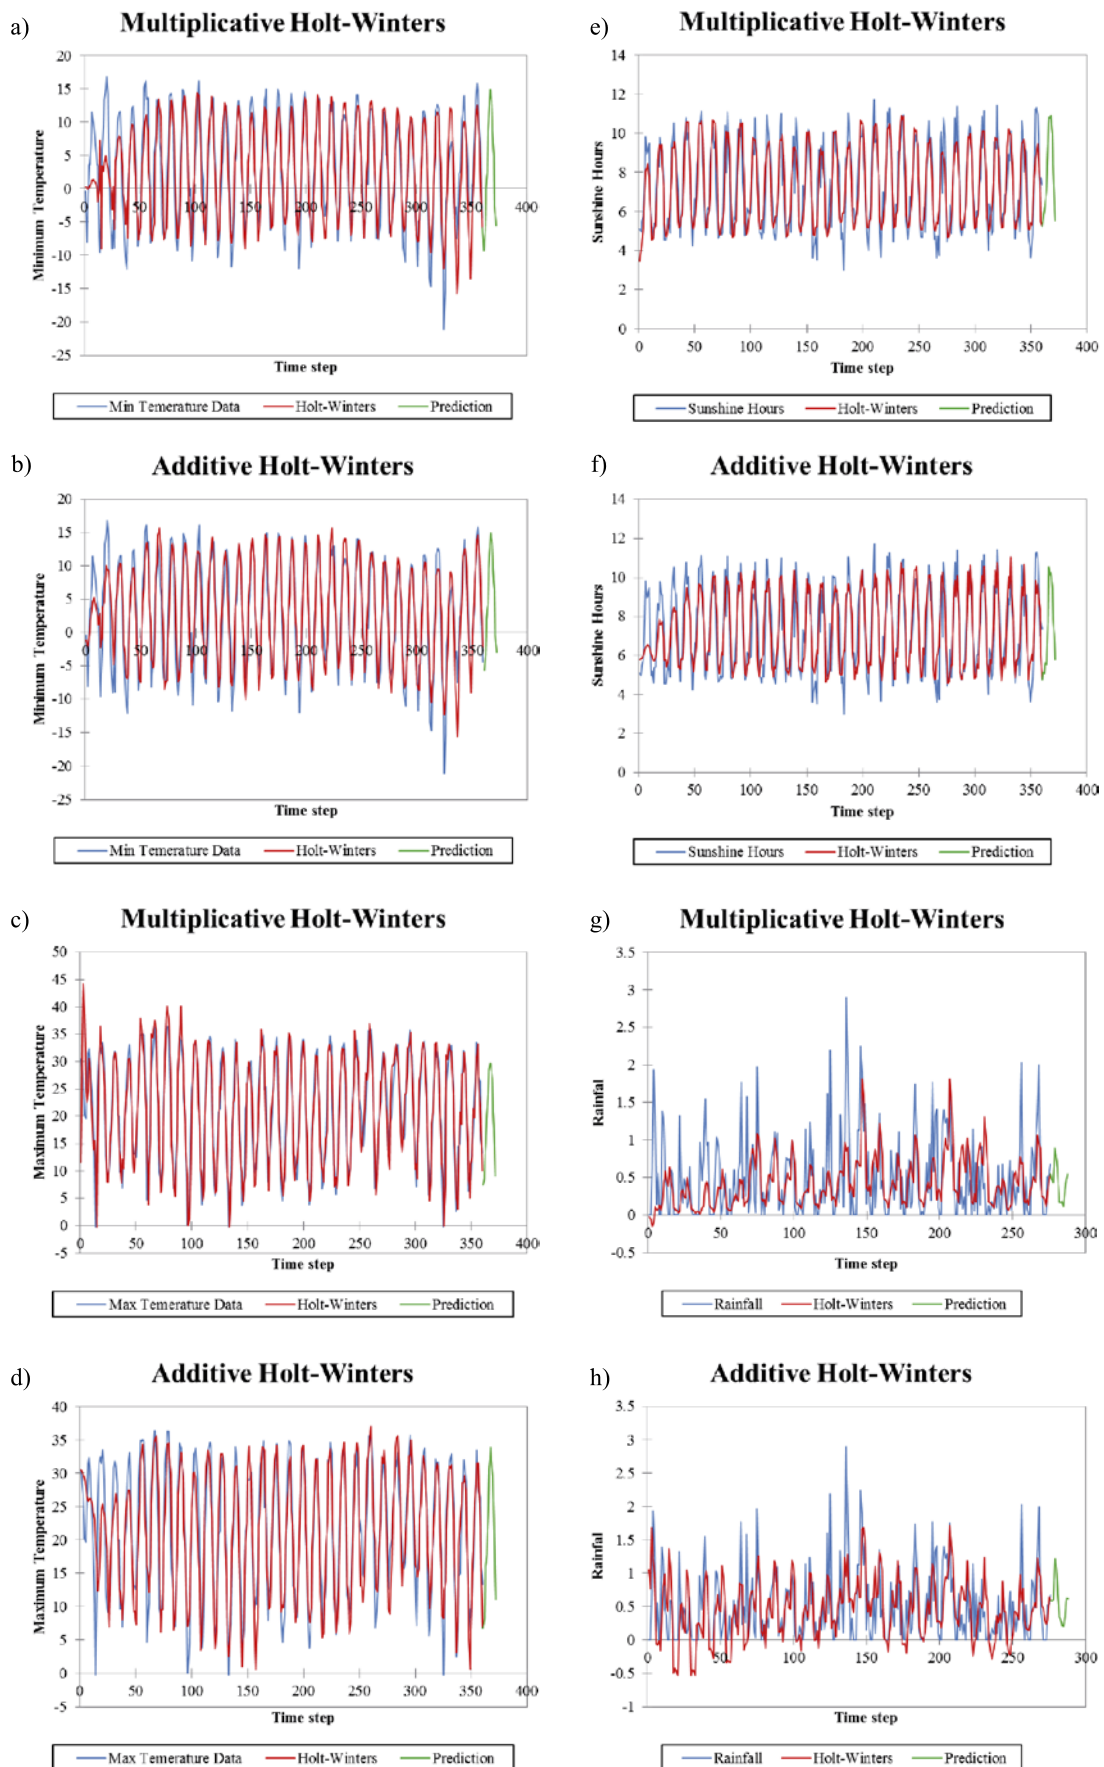 a)
Multiplicative Holt-Winters
20
15
10
5
0
-5
-10
-15
-20
-25
0 50 100 150 200 250 300 350 400
Minimum Temperature
Time step
Min Temerature Data Holt-Winters Prediction
b)
Additive Holt-Winters
20
15
10
5
0
-5
-10
-15
-20
-25
0 50 100 150 200 250 300 350 400
Minimum Temperature
Time step
Min Temerature Data Holt-Winters Prediction
c)
Multiplicative Holt-Winters
50
45
40
35
30
25
20
15
10
5
0
-5
0 50 100 150 200 250 300 350 400
Maximum Temperature
Time step
Max Temerature Data Holt-Winters Prediction
d)
Additive Holt-Winters
40
35
30
25
20
15
10
5
0
-5
0 50 100 150 200 250 300 350 400
Maximum Temperature
Time step
Max Temerature Data Holt-Winters Prediction
e)
Multiplicative Holt-Winters
14
12
10
8
6
4
2
0
0 50 100 150 200 250 300 350 400
Sunshine Hours
Time step
Sunshine Hours Holt-Winters Prediction
f)
Additive Holt-Winters
14
12
10
8
6
4
2
0
0 50 100 150 200 250 300 350 400
Sunshine Hours
Time step
Sunshine Hours Holt-Winters Prediction
g)
Multiplicative Holt-Winters
3.5
3
2.5
2
1.5
1
0.5
0
-0.5
0 50 100 150 200 250 300
Rainfal
Time step
Rainfall Holt-Winters Prediction
h)
Additive Holt-Winters
3.5
3
2.5
2
1.5
1
0.5
0
-0.5
-1
0 50 100 150 200 250 300
Rainfal
Time step
Rainfall Holt-Winters Prediction